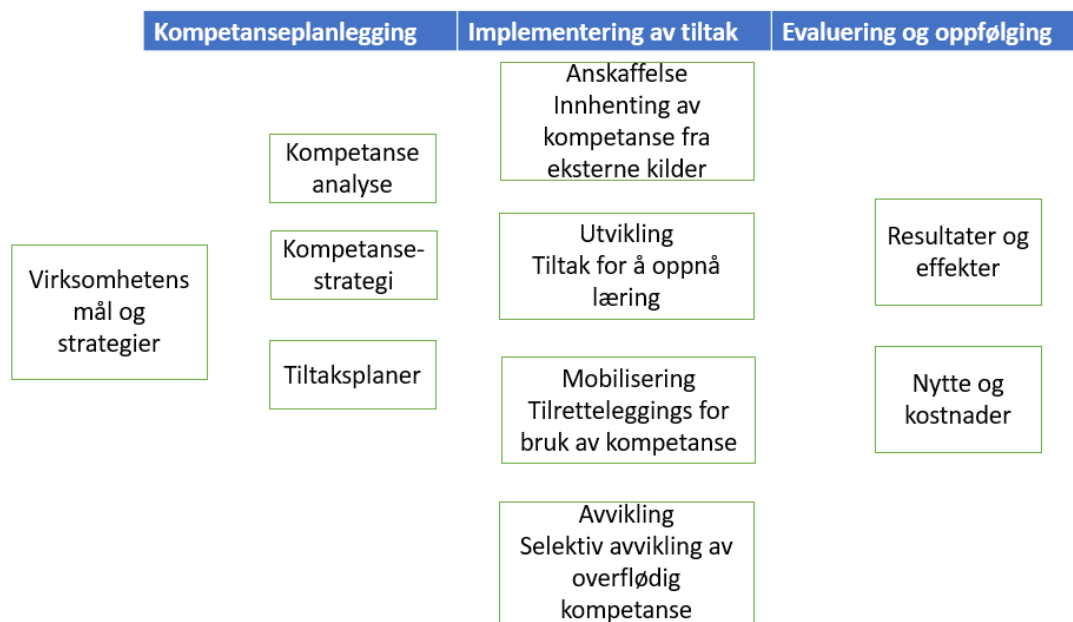 Kompetanseplanlegging
Implementering av tiltak
Evaluering og oppfølging
Virksomhetens
mål og
strategier
Kompetanse
analyse
Kompetanse-
strategi
Tiltaksplaner
Anskaffelse
Innhenting av
kompetanse fra
eksterne kilder
Utvikling
Tiltak for å oppnå
læring
Mobilisering
Tilretteleggings for
bruk av kompetanse
Avvikling
Selektiv avvikling av
overflødig
kompetanse
Resultater og
effekter
Nytte og
kostnader